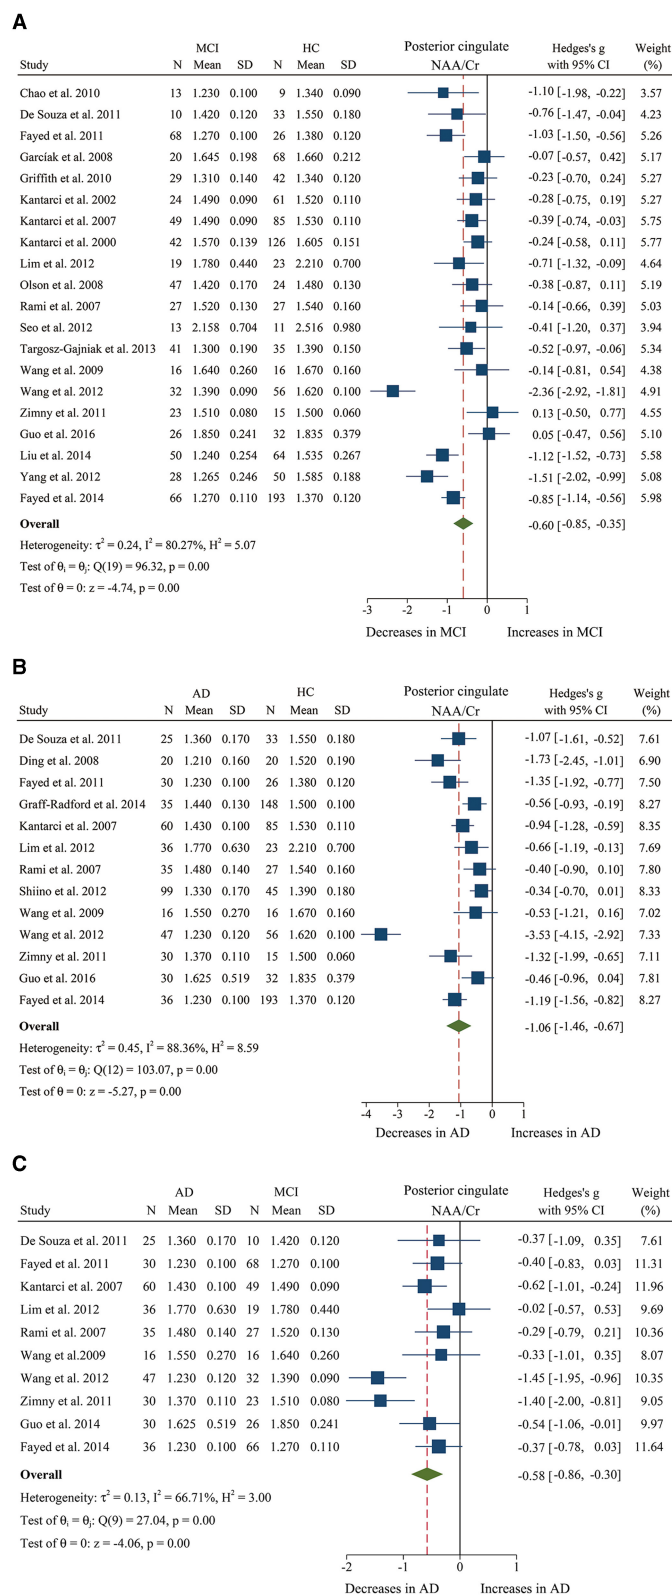 A
MCI HC Posterior cingulate Hedges's g Weight
Study N Mean SD N Mean SD NAA/Cr with 95% CI (%)
Chao et al. 2010 13 1.230 0.100 9 1.340 0.090 -1.10 [-1.98, -0.22] 3.57
De Souza et al. 2011 10 1.420 0.120 33 1.550 0.180 -0.76 [-1.47, -0.04] 4.23
Fayed et al. 2011 68 1.270 0.100 26 1.380 0.120 -1.03 [-1.50, -0.56] 5.26
Garcíak et al. 2008 20 1.645 0.198 68 1.660 0.212 -0.07 [-0.57, 0.42] 5.17
Griffith et al. 2010 29 1.310 0.140 42 1.340 0.120 -0.23 [-0.70, 0.24] 5.27
Kantarci et al. 2002 24 1.490 0.090 61 1.520 0.110 -0.28 [-0.75, 0.19] 5.27
Kantarci et al. 2007 49 1.490 0.090 85 1.530 0.110 -0.39 [-0.74, -0.03] 5.75
Kantarci et al. 2000 42 1.570 0.139 126 1.605 0.151 -0.24 [-0.58, 0.11] 5.77
Lim et al. 2012 19 1.780 0.440 23 2.210 0.700 -0.71 [-1.32, -0.09] 4.64
Olson et al. 2008 47 1.420 0.170 24 1.480 0.130 -0.38 [-0.87, 0.11] 5.19
Rami et al. 2007 27 1.520 0.130 27 1.540 0.160 -0.14 [-0.66, 0.39] 5.03
Seo et al. 2012 13 2.158 0.704 11 2.516 0.980 -0.41 [-1.20, 0.37] 3.94
Targosz-Gajniak et al. 2013 41 1.300 0.190 35 1.390 0.150 -0.52 [-0.97, -0.06] 5.34
Wang et al. 2009 16 1.640 0.260 16 1.670 0.160 -0.14 [-0.81, 0.54] 4.38
Wang et al. 2012 32 1.390 0.090 56 1.620 0.100 -2.36 [-2.92, -1.81] 4.91
Zimny et al. 2011 23 1.510 0.080 15 1.500 0.060 0.13 [-0.50, 0.77] 4.55
Guo et al. 2016 26 1.850 0.241 32 1.835 0.379 0.05 [-0.47, 0.56] 5.10
Liu et al. 2014 50 1.240 0.254 64 1.535 0.267 -1.12 [-1.52, -0.73] 5.58
Yang et al. 2012 28 1.265 0.246 50 1.585 0.188 -1.51 [-2.02, -0.99] 5.08
Fayed et al. 2014 66 1.270 0.110 193 1.370 0.120 -0.85 [-1.14, -0.56] 5.98
Overall -0.60 [-0.85, -0.35]
Heterogeneity: τ² = 0.24, I² = 80.27%, H² = 5.07
Test of θi = θj: Q(19) = 96.32, p = 0.00
Test of θ = 0: z = -4.74, p = 0.00
-3 -2 -1 0 1
Decreases in MCI Increases in MCI
B
AD HC Posterior cingulate Hedges's g Weight
Study N Mean SD N Mean SD NAA/Cr with 95% CI (%)
De Souza et al. 2011 25 1.360 0.170 33 1.550 0.180 -1.07 [-1.61, -0.52] 7.61
Ding et al. 2008 20 1.210 0.160 20 1.520 0.190 -1.73 [-2.45, -1.01] 6.90
Fayed et al. 2011 30 1.230 0.100 26 1.380 0.120 -1.35 [-1.92, -0.77] 7.50
Graff-Radford et al. 2014 35 1.440 0.130 148 1.500 0.100 -0.56 [-0.93, -0.19] 8.27
Kantarci et al. 2007 60 1.430 0.100 85 1.530 0.110 -0.94 [-1.28, -0.59] 8.35
Lim et al. 2012 36 1.770 0.630 23 2.210 0.700 -0.66 [-1.19, -0.13] 7.69
Rami et al. 2007 35 1.480 0.140 27 1.540 0.160 -0.40 [-0.90, 0.10] 7.80
Shiino et al. 2012 99 1.330 0.170 45 1.390 0.180 -0.34 [-0.70, 0.01] 8.33
Wang et al. 2009 16 1.550 0.270 16 1.670 0.160 -0.53 [-1.21, 0.16] 7.02
Wang et al. 2012 47 1.230 0.120 56 1.620 0.100 -3.53 [-4.15, -2.92] 7.33
Zimny et al. 2011 30 1.370 0.110 15 1.500 0.060 -1.32 [-1.99, -0.65] 7.11
Guo et al. 2016 30 1.625 0.519 32 1.835 0.379 -0.46 [-0.96, 0.04] 7.81
Fayed et al. 2014 36 1.230 0.100 193 1.370 0.120 -1.19 [-1.56, -0.82] 8.27
Overall -1.06 [-1.46, -0.67]
Heterogeneity: τ² = 0.45, I² = 88.36%, H² = 8.59
Test of θi = θj: Q(12) = 103.07, p = 0.00
Test of θ = 0: z = -5.27, p = 0.00
-4 -3 -2 -1 0 1
Decreases in AD Increases in AD
C
AD MCI Posterior cingulate Hedges's g Weight
Study N Mean SD N Mean SD NAA/Cr with 95% CI (%)
De Souza et al. 2011 25 1.360 0.170 10 1.420 0.120 -0.37 [-1.09, 0.35] 7.61
Fayed et al. 2011 30 1.230 0.100 68 1.270 0.100 -0.40 [-0.83, 0.03] 11.31
Kantarci et al. 2007 60 1.430 0.100 49 1.490 0.090 -0.62 [-1.01, -0.24] 11.96
Lim et al. 2012 36 1.770 0.630 19 1.780 0.440 -0.02 [-0.57, 0.53] 9.69
Rami et al. 2007 35 1.480 0.140 27 1.520 0.130 -0.29 [-0.79, 0.21] 10.36
Wang et al.2009 16 1.550 0.270 16 1.640 0.260 -0.33 [-1.01, 0.35] 8.07
Wang et al. 2012 47 1.230 0.120 32 1.390 0.090 -1.45 [-1.95, -0.96] 10.35
Zimny et al. 2011 30 1.370 0.110 23 1.510 0.080 -1.40 [-2.00, -0.81] 9.05
Guo et al. 2014 30 1.625 0.519 26 1.850 0.241 -0.54 [-1.06, -0.01] 9.97
Fayed et al. 2014 36 1.230 0.100 66 1.270 0.110 -0.37 [-0.78, 0.03] 11.64
Overall -0.58 [-0.86, -0.30]
Heterogeneity: τ² = 0.13, I² = 66.71%, H² = 3.00
Test of θi = θj: Q(9) = 27.04, p = 0.00
Test of θ = 0: z = -4.06, p = 0.00
-2 -1 0 1
Decreases in AD Increases in AD